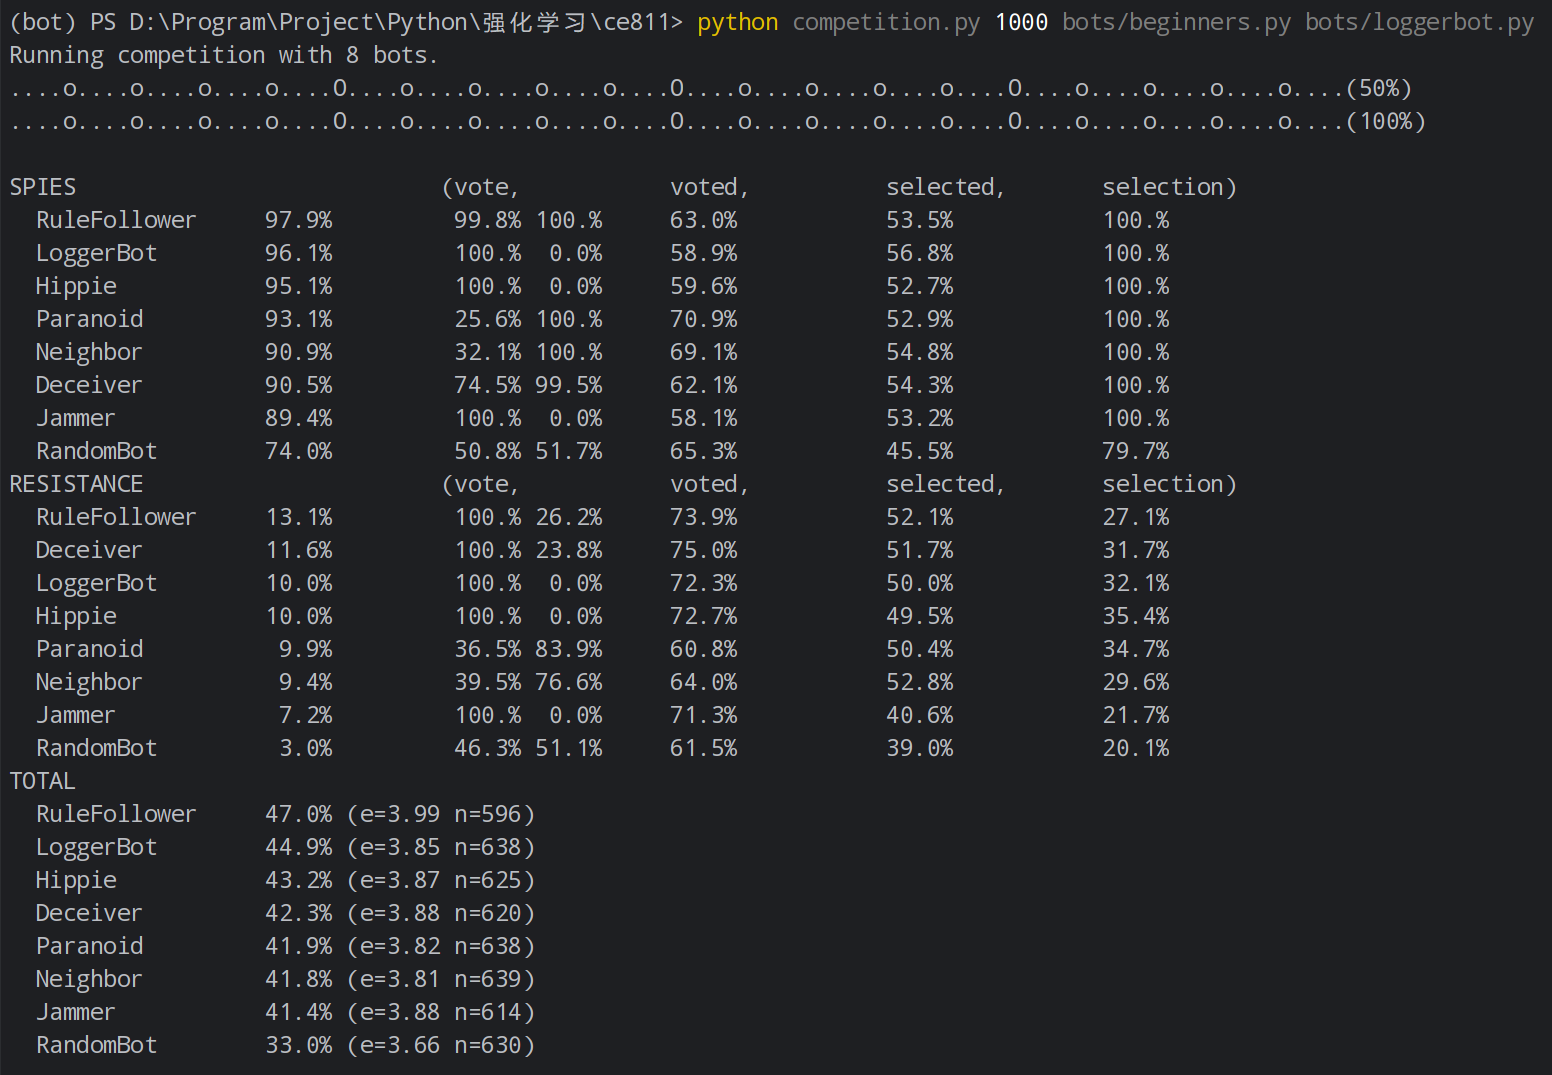 (bot) PS D:\Program\Project\Python\强化学习\ce811> python competition.py 1000 bots/beginners.py bots/loggerbot.py
Running competition with 8 bots.
....o....o....o....o....O....o....o....o....o....O....o....o....o....o....O....o....o....o....o....(50%)
....o....o....o....o....O....o....o....o....o....O....o....o....o....o....O....o....o....o....o....(100%)

SPIES                           (vote,           voted,          selected,       selection)
  RuleFollower     97.9%         99.8% 100.%     63.0%           53.5%           100.%
  LoggerBot        96.1%         100.%  0.0%     58.9%           56.8%           100.%
  Hippie           95.1%         100.%  0.0%     59.6%           52.7%           100.%
  Paranoid         93.1%         25.6% 100.%     70.9%           52.9%           100.%
  Neighbor         90.9%         32.1% 100.%     69.1%           54.8%           100.%
  Deceiver         90.5%         74.5% 99.5%     62.1%           54.3%           100.%
  Jammer           89.4%         100.%  0.0%     58.1%           53.2%           100.%
  RandomBot        74.0%         50.8% 51.7%     65.3%           45.5%           79.7%
RESISTANCE                      (vote,           voted,          selected,       selection)
  RuleFollower     13.1%         100.% 26.2%     73.9%           52.1%           27.1%
  Deceiver         11.6%         100.% 23.8%     75.0%           51.7%           31.7%
  LoggerBot        10.0%         100.%  0.0%     72.3%           50.0%           32.1%
  Hippie           10.0%         100.%  0.0%     72.7%           49.5%           35.4%
  Paranoid          9.9%         36.5% 83.9%     60.8%           50.4%           34.7%
  Neighbor          9.4%         39.5% 76.6%     64.0%           52.8%           29.6%
  Jammer            7.2%         100.%  0.0%     71.3%           40.6%           21.7%
  RandomBot         3.0%         46.3% 51.1%     61.5%           39.0%           20.1%
TOTAL
  RuleFollower     47.0% (e=3.99 n=596)
  LoggerBot        44.9% (e=3.85 n=638)
  Hippie           43.2% (e=3.87 n=625)
  Deceiver         42.3% (e=3.88 n=620)
  Paranoid         41.9% (e=3.82 n=638)
  Neighbor         41.8% (e=3.81 n=639)
  Jammer           41.4% (e=3.88 n=614)
  RandomBot        33.0% (e=3.66 n=630)